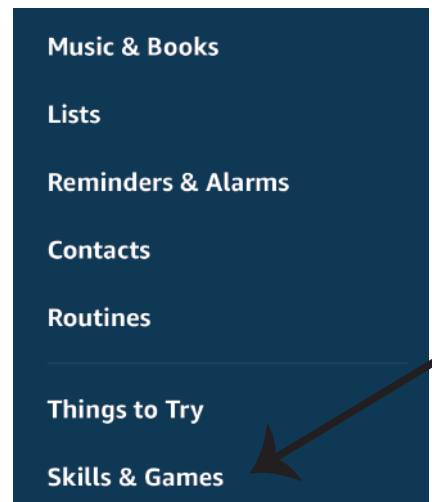 Music & Books
Lists
Reminders & Alarms
Contacts
Routines
Things to Try
Skills & Games